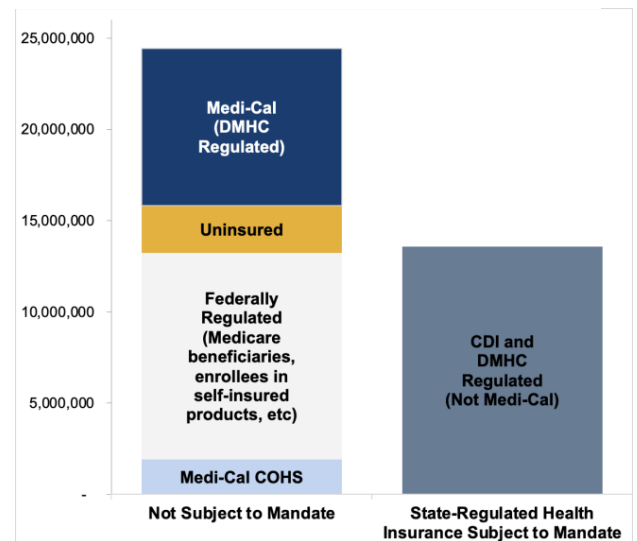 25,000,000
20,000,000
15,000,000
10,000,000
5,000,000
-
Medi-Cal
(DMHC
Regulated)
Uninsured
Federally
Regulated
(Medicare
beneficiaries,
enrollees in
self-insured
products, etc)
Medi-Cal COHS
CDI and
DMHC
Regulated
(Not Medi-Cal)
Not Subject to Mandate
State-Regulated Health
Insurance Subject to Mandate